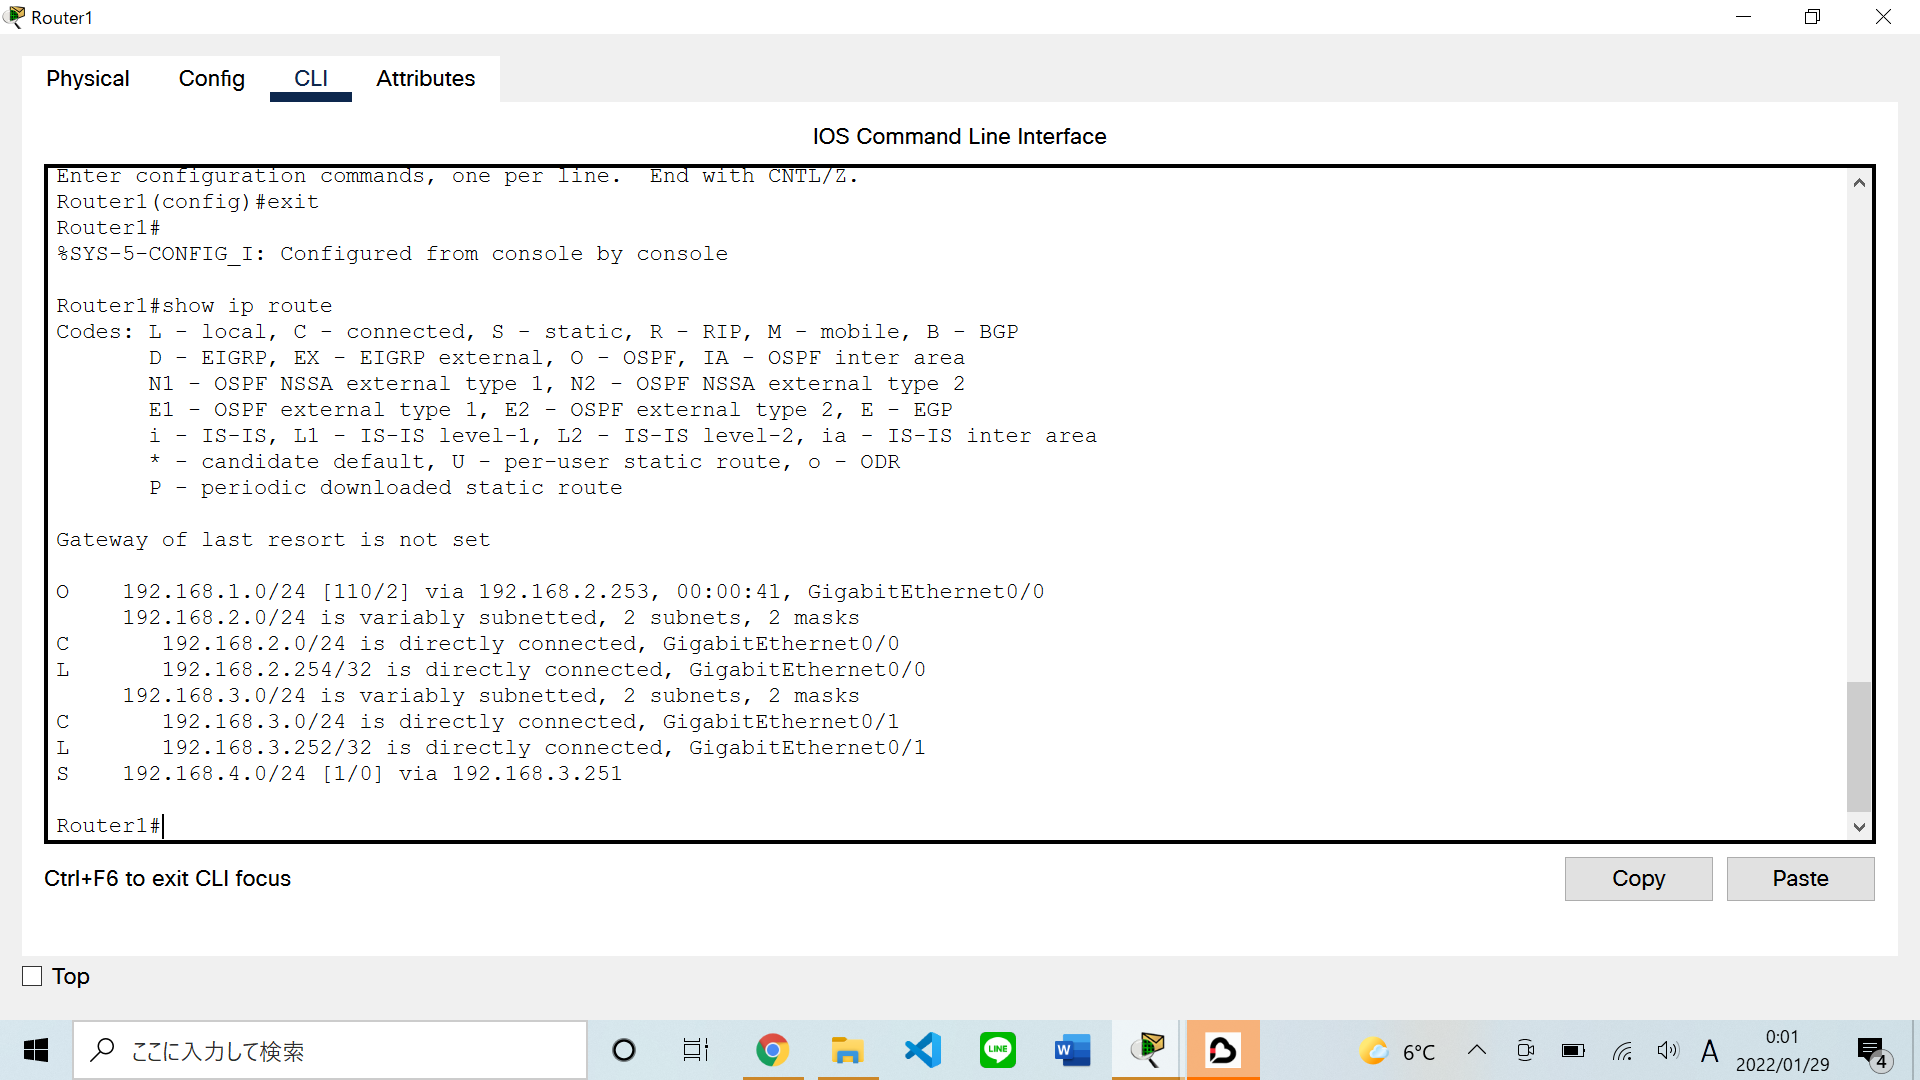 Router1
Physical Config CLI Attributes
IOS Command Line Interface
Enter configuration commands, one per line.  End with CNTL/Z.
Router1(config)#exit
Router1#
%SYS-5-CONFIG_I: Configured from console by console
Router1#show ip route
Codes: L - local, C - connected, S - static, R - RIP, M - mobile, B - BGP
D - EIGRP, EX - EIGRP external, O - OSPF, IA - OSPF inter area
N1 - OSPF NSSA external type 1, N2 - OSPF NSSA external type 2
E1 - OSPF external type 1, E2 - OSPF external type 2, E - EGP
i - IS-IS, L1 - IS-IS level-1, L2 - IS-IS level-2, ia - IS-IS inter area
* - candidate default, U - per-user static route, o - ODR
P - periodic downloaded static route
Gateway of last resort is not set
O    192.168.1.0/24 [110/2] via 192.168.2.253, 00:00:41, GigabitEthernet0/0
192.168.2.0/24 is variably subnetted, 2 subnets, 2 masks
C       192.168.2.0/24 is directly connected, GigabitEthernet0/0
L       192.168.2.254/32 is directly connected, GigabitEthernet0/0
192.168.3.0/24 is variably subnetted, 2 subnets, 2 masks
C       192.168.3.0/24 is directly connected, GigabitEthernet0/1
L       192.168.3.252/32 is directly connected, GigabitEthernet0/1
S    192.168.4.0/24 [1/0] via 192.168.3.251
Router1#
Ctrl+F6 to exit CLI focus
Copy Paste
Top
ここに入力して検索
LINE
W
6°C
A
0:01
2022/01/29
4